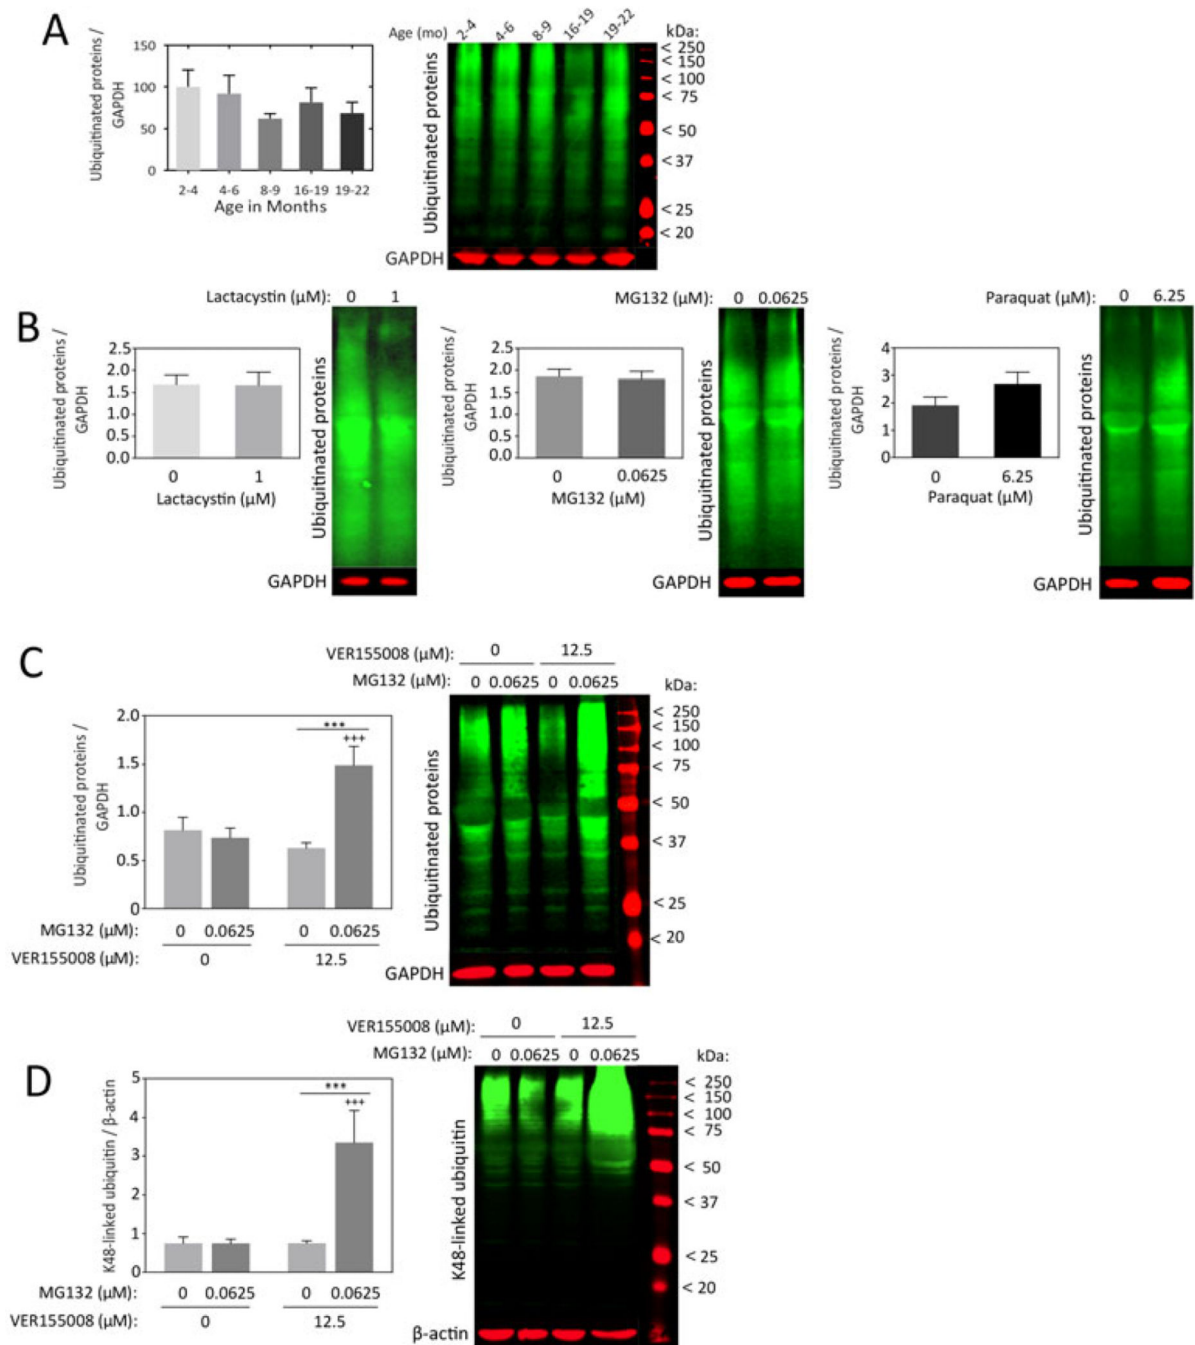 A
Ubiquitinated proteins /
GAPDH
150
100
50
0
2-4 4-6 8-9 16-19 19-22
Age in Months
Age (mo) 2-4 4-6 8-9 16-19 19-22 kDa:
Ubiquitinated proteins
< 250
< 150
< 100
< 75
< 50
< 37
< 25
< 20
GAPDH
B
Ubiquitinated proteins /
GAPDH
2.5
2.0
1.5
1.0
0.5
0.0
0 1
Lactacystin (μM)
Lactacystin (μM): 0 1
Ubiquitinated proteins
GAPDH
Ubiquitinated proteins /
GAPDH
2.5
2.0
1.5
1.0
0.5
0.0
0 0.0625
MG132 (μM)
MG132 (μM): 0 0.0625
Ubiquitinated proteins
GAPDH
Ubiquitinated proteins /
GAPDH
4
3
2
1
0
0 6.25
Paraquat (μM)
Paraquat (μM): 0 6.25
Ubiquitinated proteins
GAPDH
C
Ubiquitinated proteins /
GAPDH
2.0
1.5
1.0
0.5
0
***
+++
MG132 (μM): 0 0.0625 0 0.0625
VER155008 (μM): 0 12.5
VER155008 (μM): 0 12.5
MG132 (μM): 0 0.0625 0 0.0625
kDa:
Ubiquitinated proteins
< 250
< 150
< 100
< 75
< 50
< 37
< 25
< 20
GAPDH
D
K48-linked ubiquitin / β-actin
5
4
3
2
1
0
***
+++
MG132 (μM): 0 0.0625 0 0.0625
VER155008 (μM): 0 12.5
VER155008 (μM): 0 12.5
MG132 (μM): 0 0.0625 0 0.0625
kDa:
K48-linked ubiquitin
< 250
< 150
< 100
< 75
< 50
< 37
< 25
< 20
β-actin